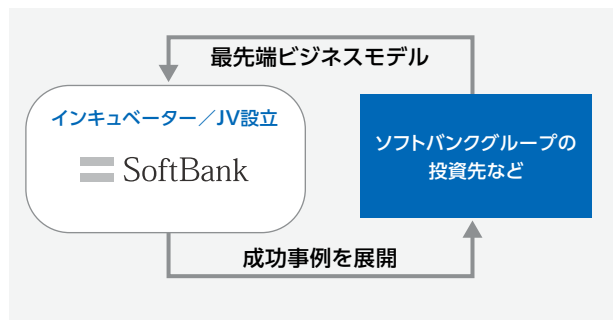 最先端ビジネスモデル
インキュベーター／JV設立
SoftBank
ソフトバンクグループの
投資先など
成功事例を展開